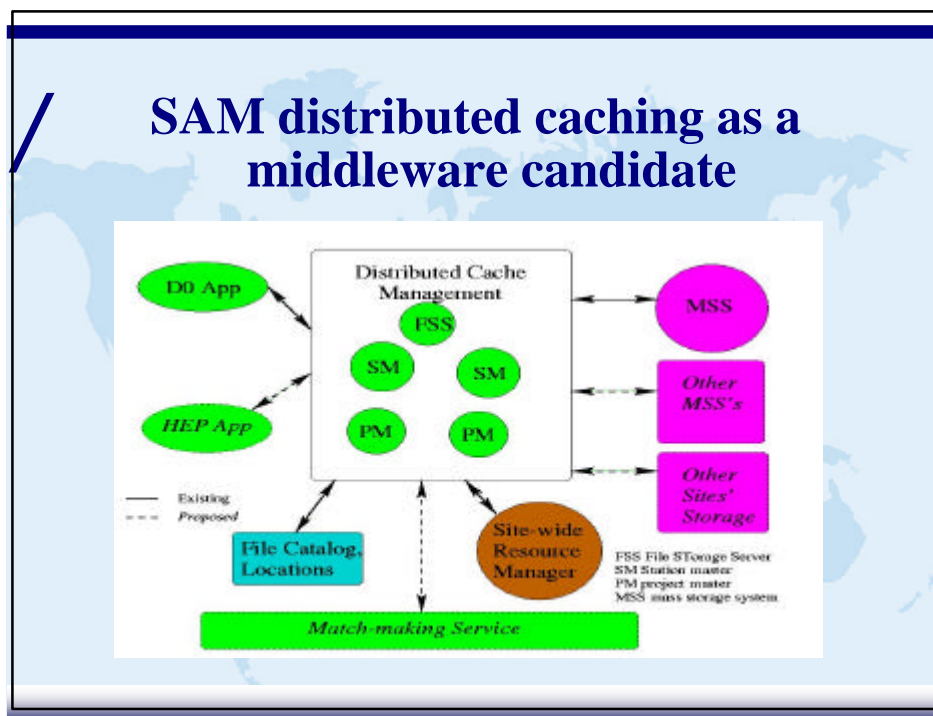 /
SAM distributed caching as a
middleware candidate
Distributed Cache
Management
D0 App
FSS
MSS
SM
SM
Other
MSS's
HEP App
PM
PM
Other
Sites'
Storage
Existing
Proposed
File Catalog,
Locations
Site-wide
Resource
Manager
FSS File STorage Server
SM Station master
PM project master
MSS mass storage system
Match-making Service